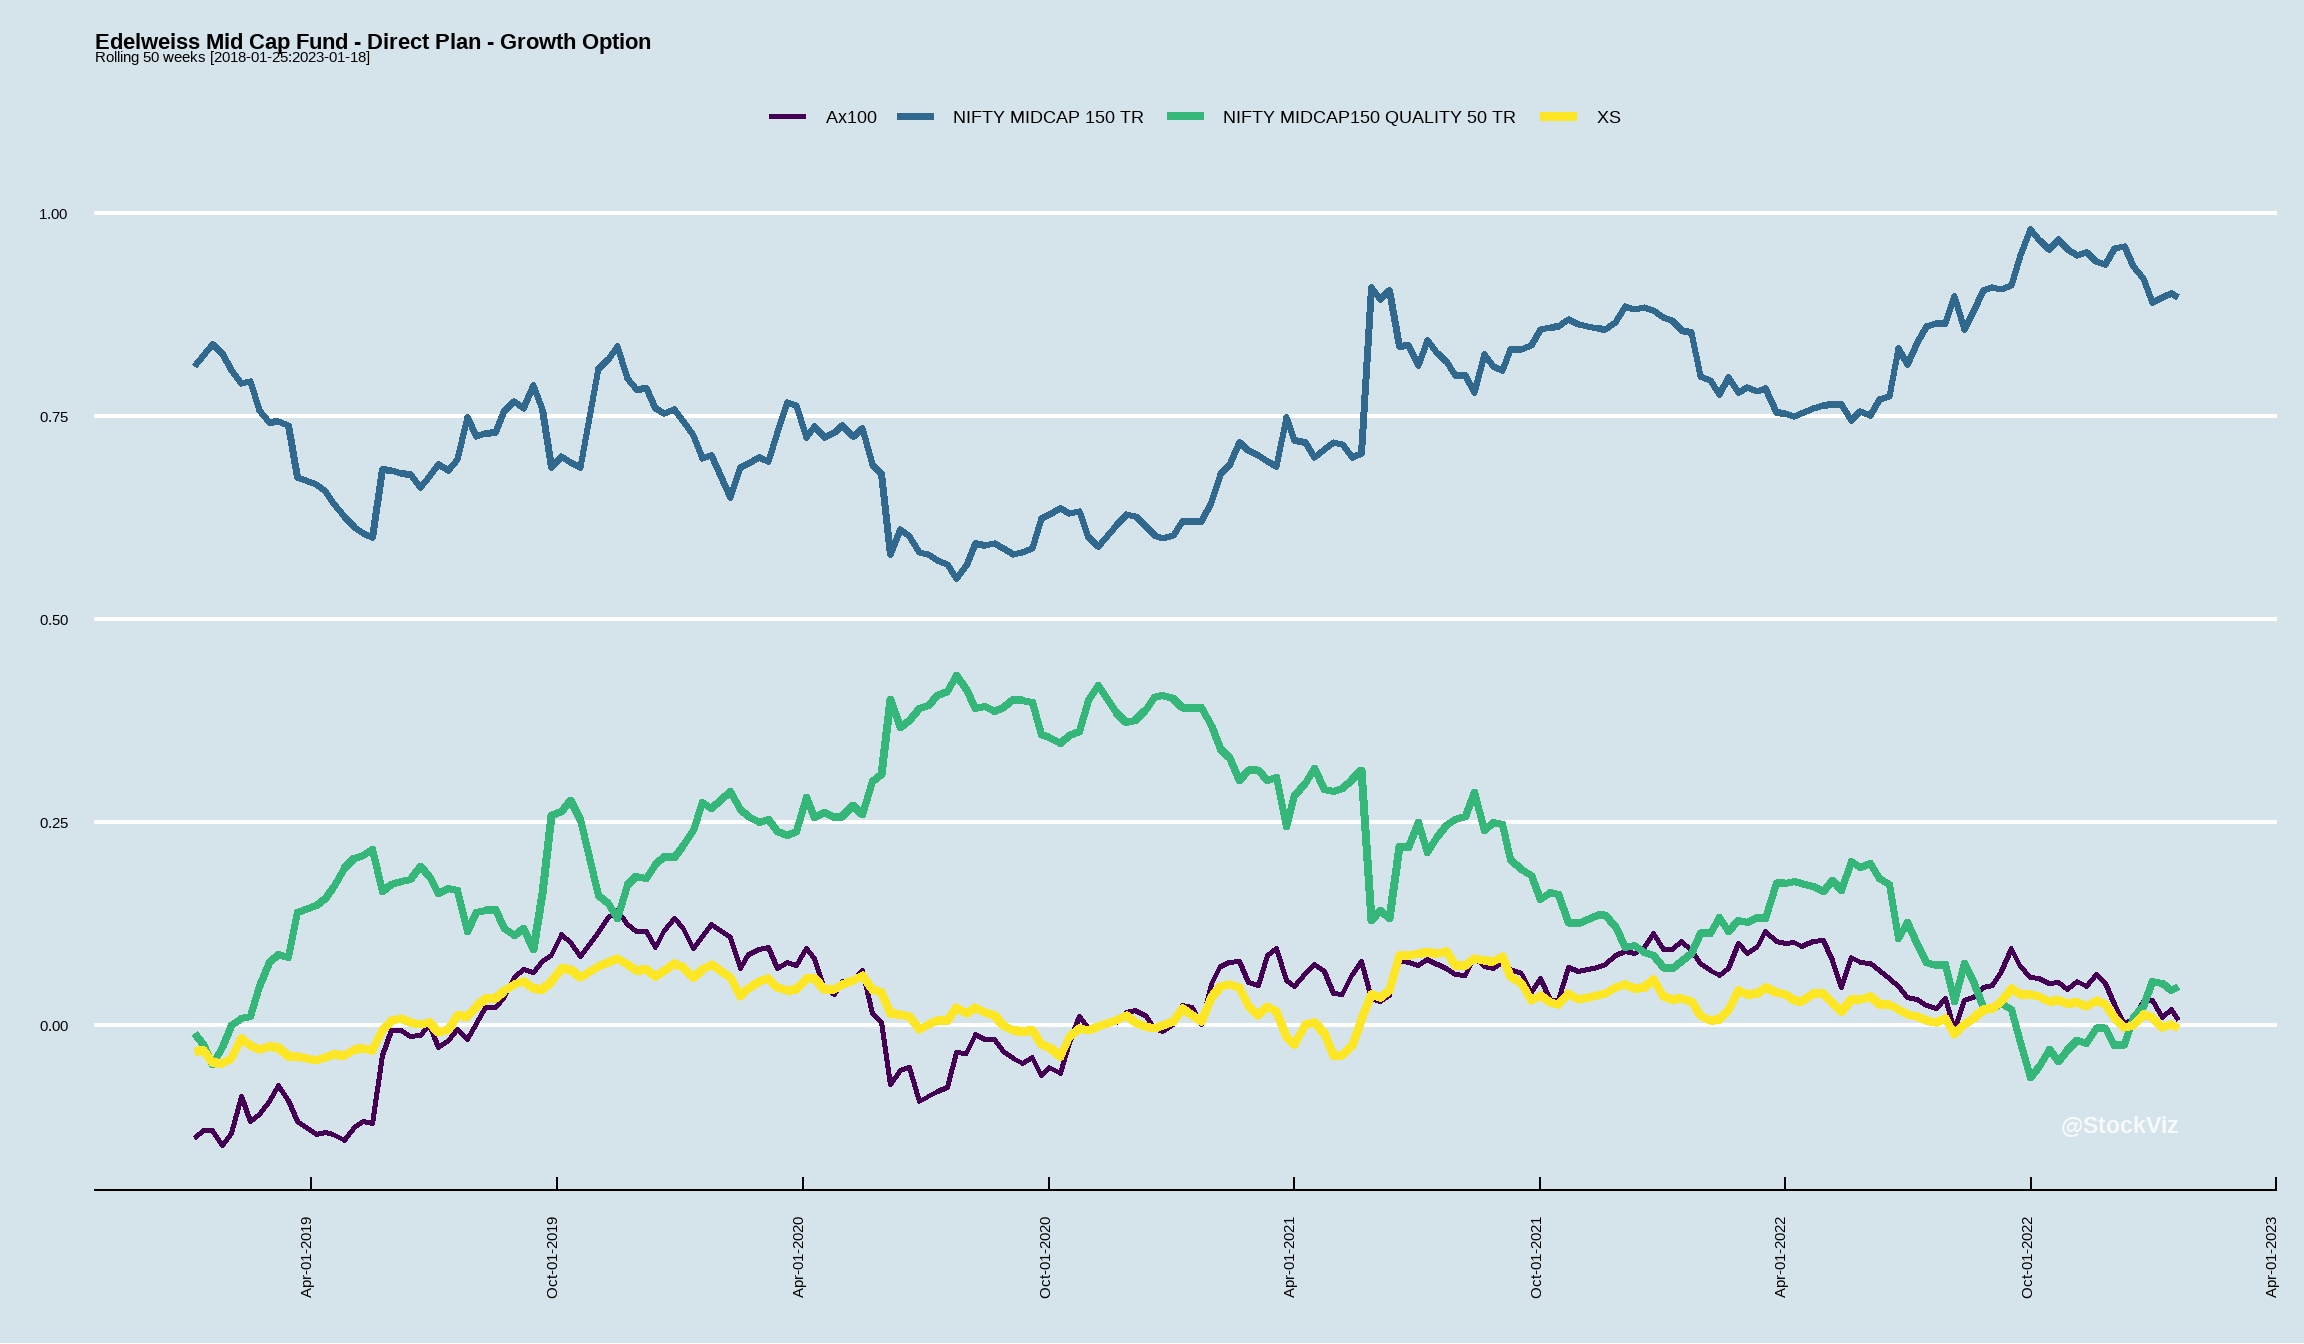 Edelweiss Mid Cap Fund - Direct Plan - Growth Option
Rolling 50 weeks [2018-01-25:2023-01-18]
Ax100 NIFTY MIDCAP 150 TR NIFTY MIDCAP150 QUALITY 50 TR XS
1.00
0.75
0.50
0.25
0.00
@StockViz
Apr-01-2019
Oct-01-2019
Apr-01-2020
Oct-01-2020
Apr-01-2021
Oct-01-2021
Apr-01-2022
Oct-01-2022
Apr-01-2023